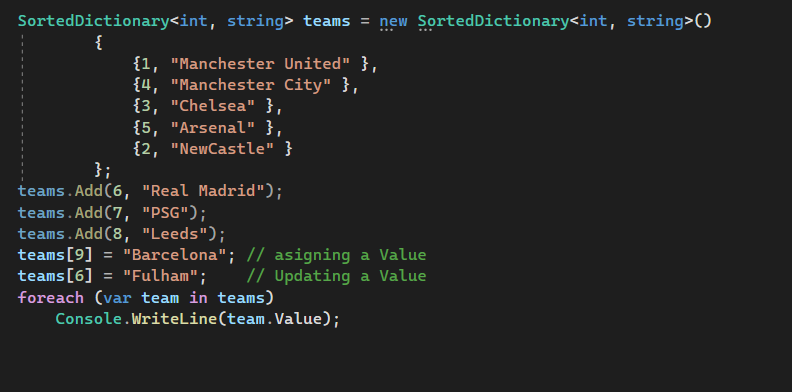 SortedDictionary<int, string> teams = new SortedDictionary<int, string>()
{
{1, "Manchester United" },
{4, "Manchester City" },
{3, "Chelsea" },
{5, "Arsenal" },
{2, "NewCastle" }
};
teams.Add(6, "Real Madrid");
teams.Add(7, "PSG");
teams.Add(8, "Leeds");
teams[9] = "Barcelona"; // asigning a Value
teams[6] = "Fulham";    // Updating a Value
foreach (var team in teams)
Console.WriteLine(team.Value);